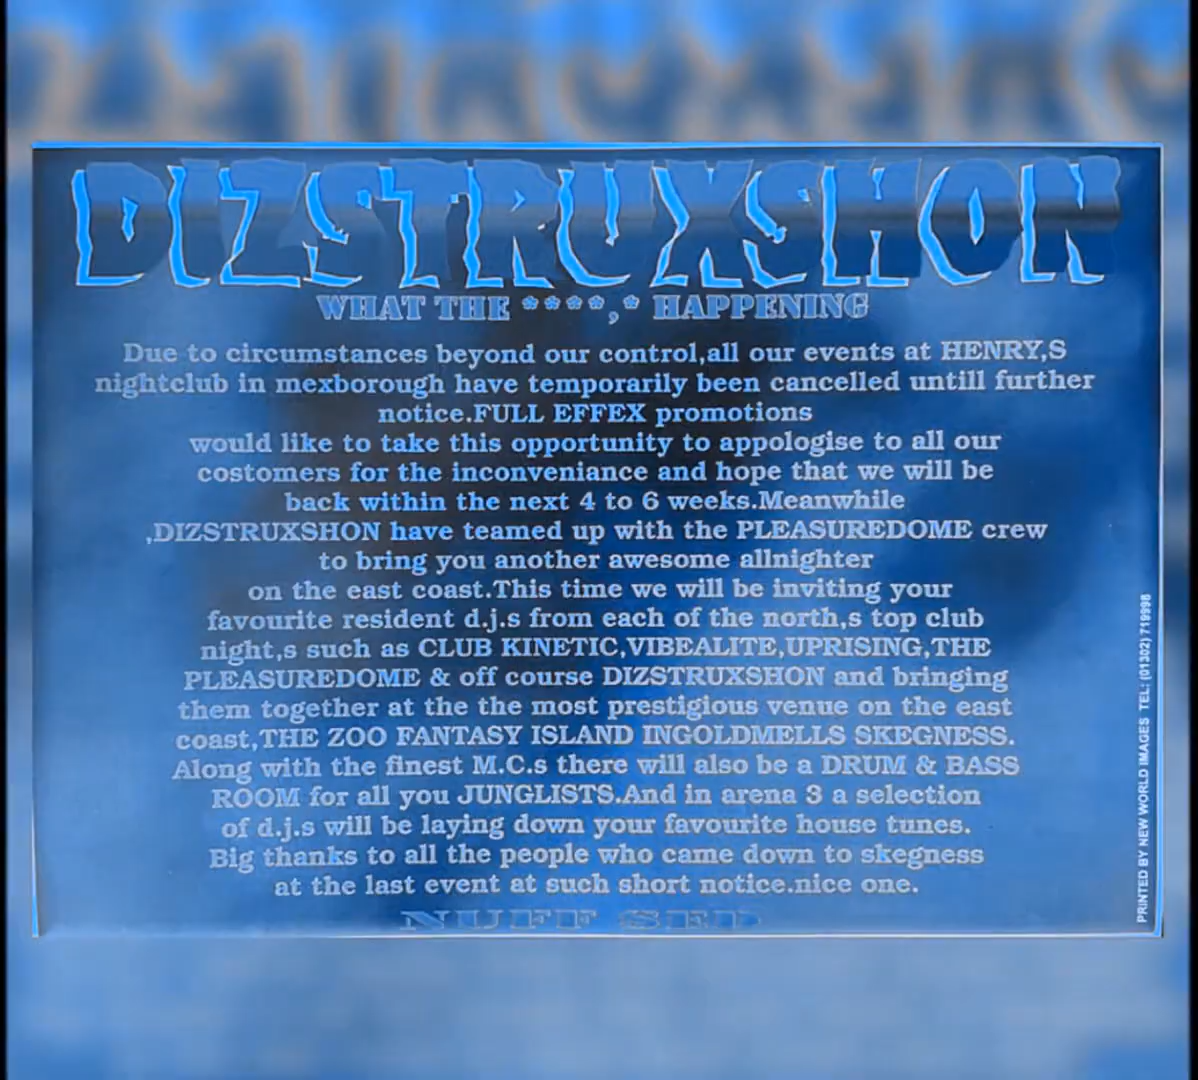 DIZSTRUXSHON
WHAT THE ****,* HAPPENING
Due to circumstances beyond our control,all our events at HENRY,S
nightclub in mexborough have temporarily been cancelled untill further
notice.FULL EFFEX promotions
would like to take this opportunity to appologise to all our
costomers for the inconveniance and hope that we will be
back within the next 4 to 6 weeks.Meanwhile
,DIZSTRUXSHON have teamed up with the PLEASUREDOME crew
to bring you another awesome allnighter
on the east coast.This time we will be inviting your
favourite resident d.j.s from each of the north,s top club
night,s such as CLUB KINETIC,VIBEALITE,UPRISING,THE
PLEASUREDOME & off course DIZSTRUXSHON and bringing
them together at the the most prestigious venue on the east
coast,THE ZOO FANTASY ISLAND INGOLDMELLS SKEGNESS.
Along with the finest M.C.s there will also be a DRUM & BASS
ROOM for all you JUNGLISTS.And in arena 3 a selection
of d.j.s will be laying down your favourite house tunes.
Big thanks to all the people who came down to skegness
at the last event at such short notice.nice one.
NUFF SED
PRINTED BY NEW WORLD IMAGES TEL: (01302) 719998